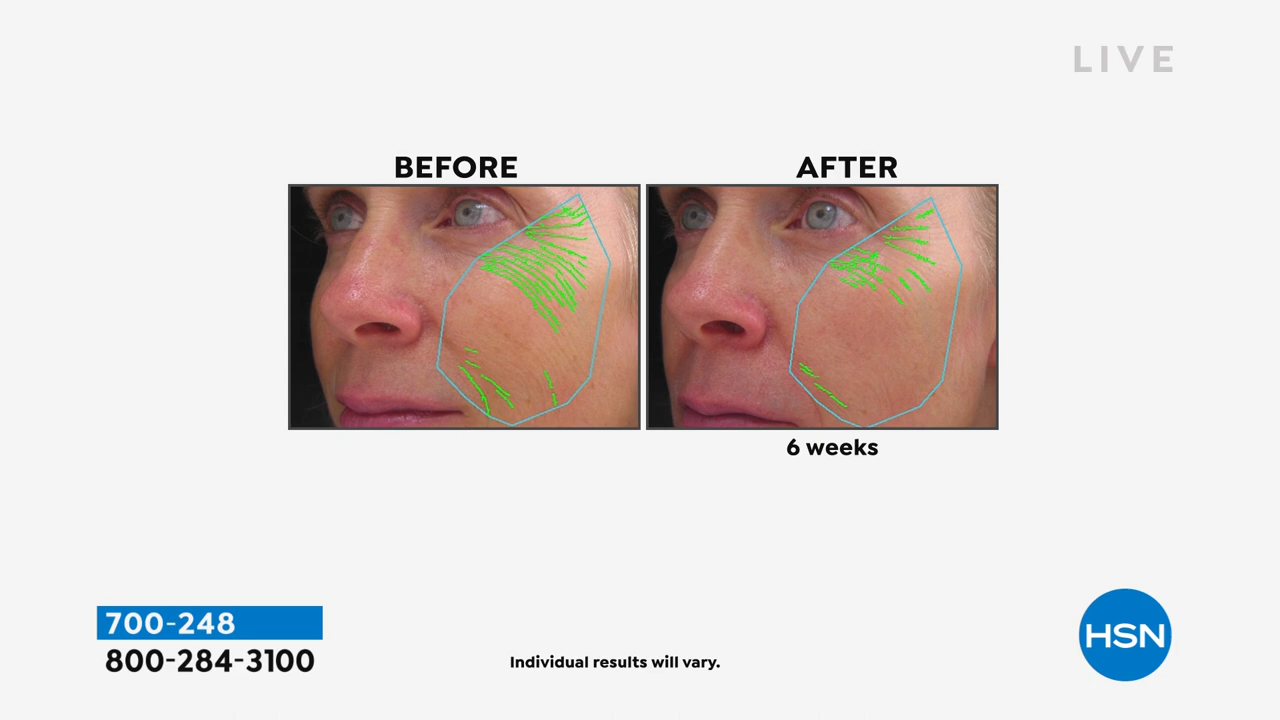 LIVE
BEFORE
AFTER
6 weeks
700-248
800-284-3100
Individual results will vary.
HSN